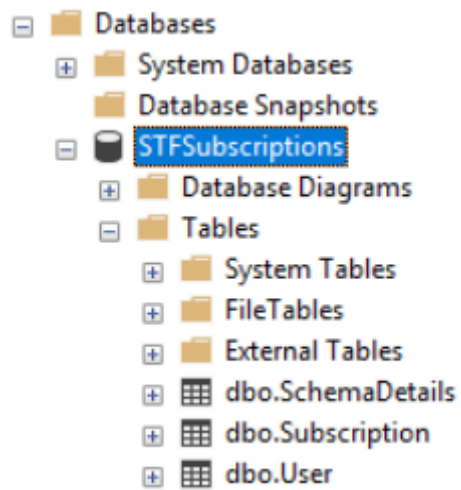 Databases
System Databases
Database Snapshots
STFSubscriptions
Database Diagrams
Tables
System Tables
FileTables
External Tables
dbo.SchemaDetails
dbo.Subscription
dbo.User